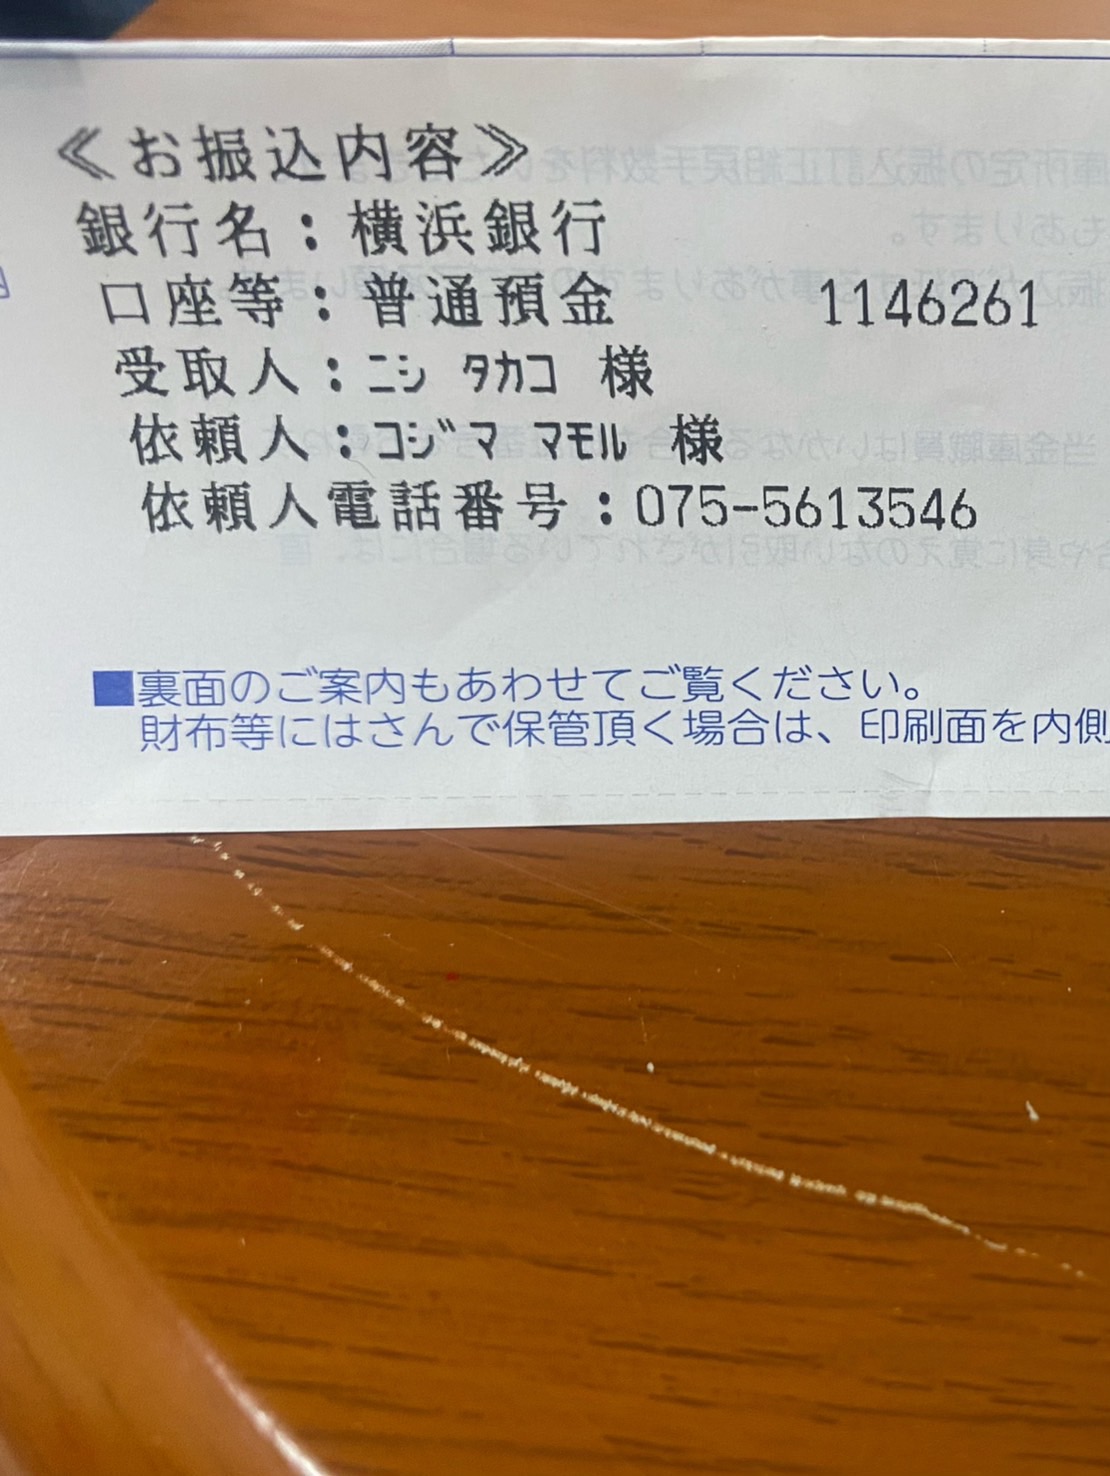 ≪お振込内容≫
銀行名：横浜銀行
口座等：普通預金 1146261
受取人：ニシ タカコ 様
依頼人：コジマ マモル 様
依頼人電話番号：075-5613546
■裏面のご案内もあわせてご覧ください。
財布等にはさんで保管頂く場合は、印刷面を内側